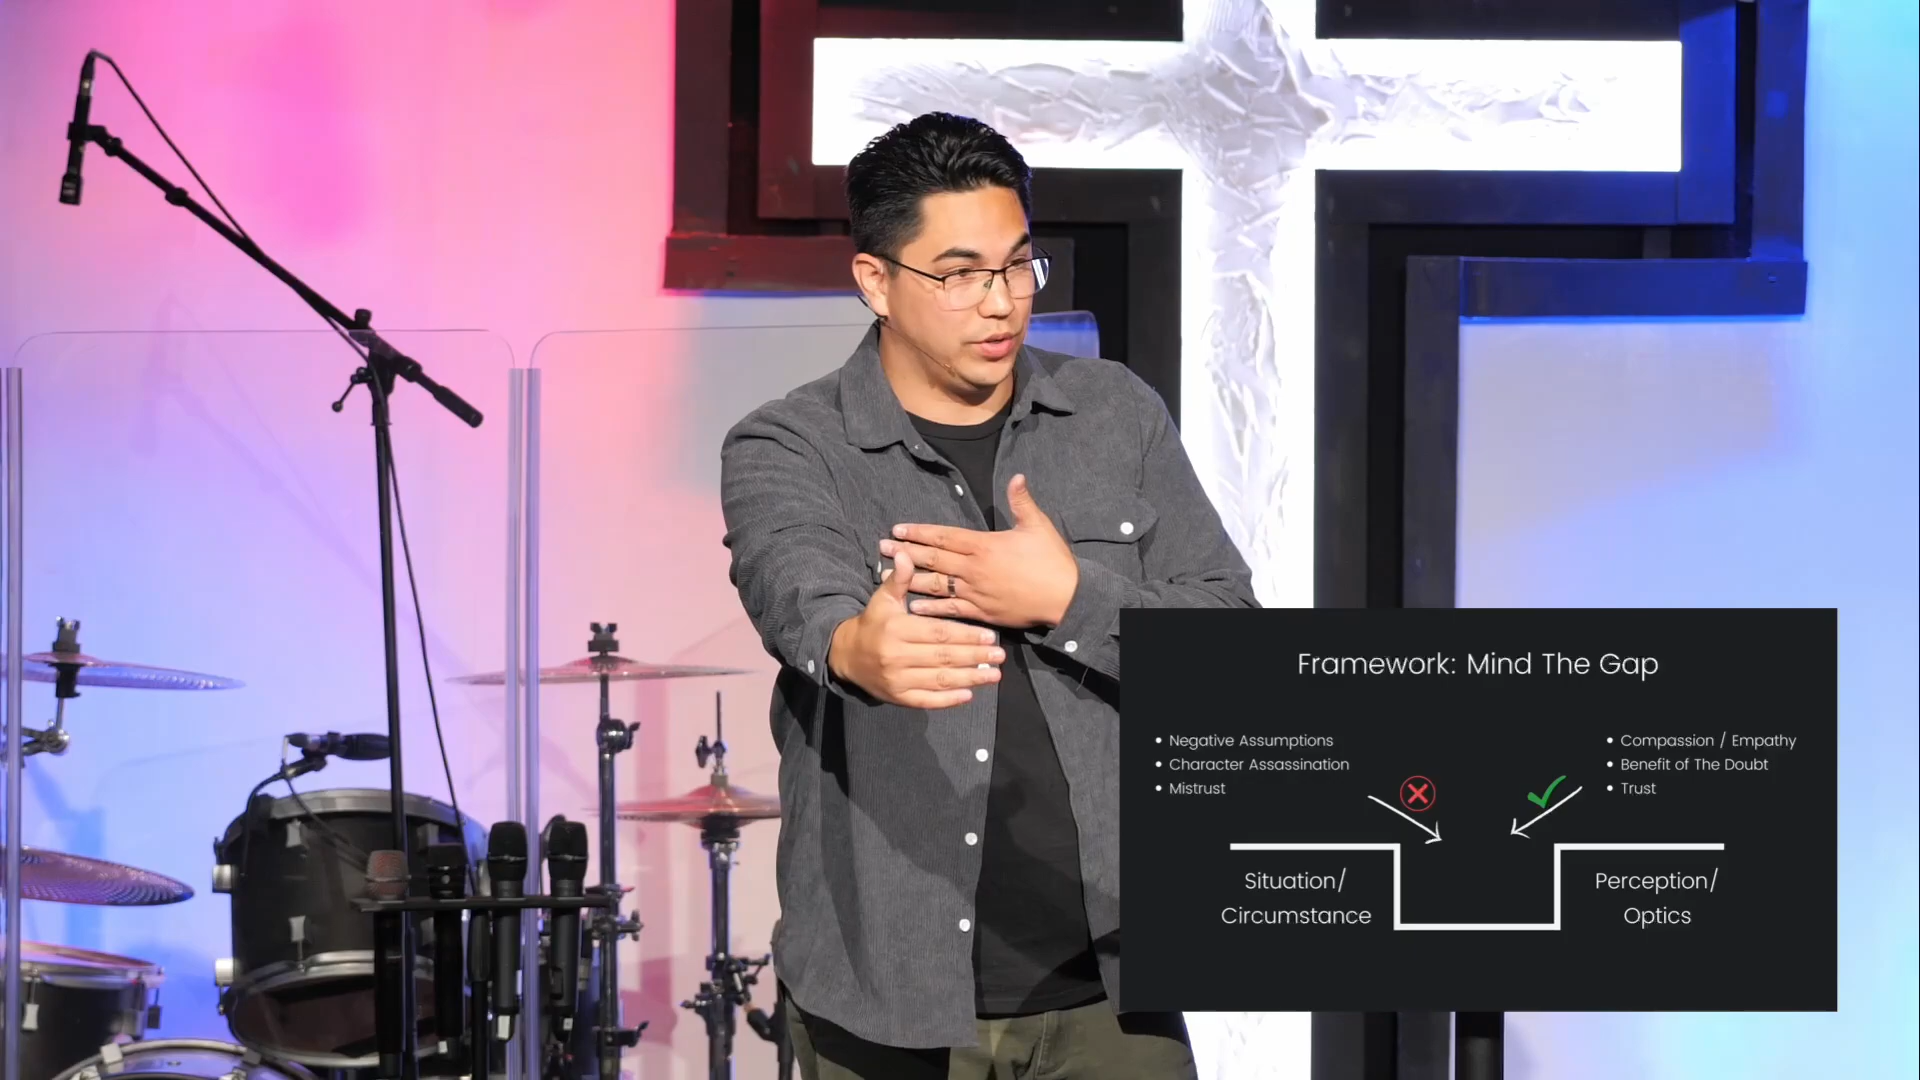 Framework: Mind The Gap
• Negative Assumptions
• Character Assassination
• Mistrust
• Compassion / Empathy
• Benefit of The Doubt
• Trust
Situation/
Circumstance
Perception/
Optics